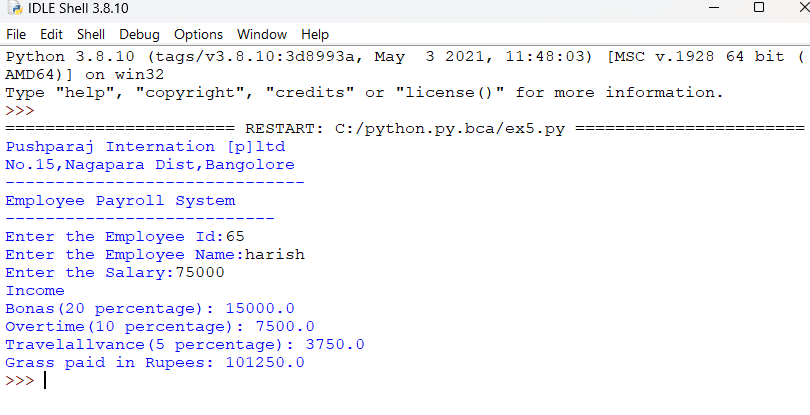 IDLE Shell 3.8.10
File Edit Shell Debug Options Window Help
Python 3.8.10 (tags/v3.8.10:3d8993a, May  3 2021, 11:48:03) [MSC v.1928 64 bit (
AMD64)] on win32
Type "help", "copyright", "credits" or "license()" for more information.
>>>
======================= RESTART: C:/python.py.bca/ex5.py =======================
Pushparaj Internation [p]ltd
No.15,Nagapara Dist,Bangolore
------------------------------
Employee Payroll System
---------------------------
Enter the Employee Id:65
Enter the Employee Name:harish
Enter the Salary:75000
Income
Bonas(20 percentage): 15000.0
Overtime(10 percentage): 7500.0
Travelallvance(5 percentage): 3750.0
Grass paid in Rupees: 101250.0
>>>